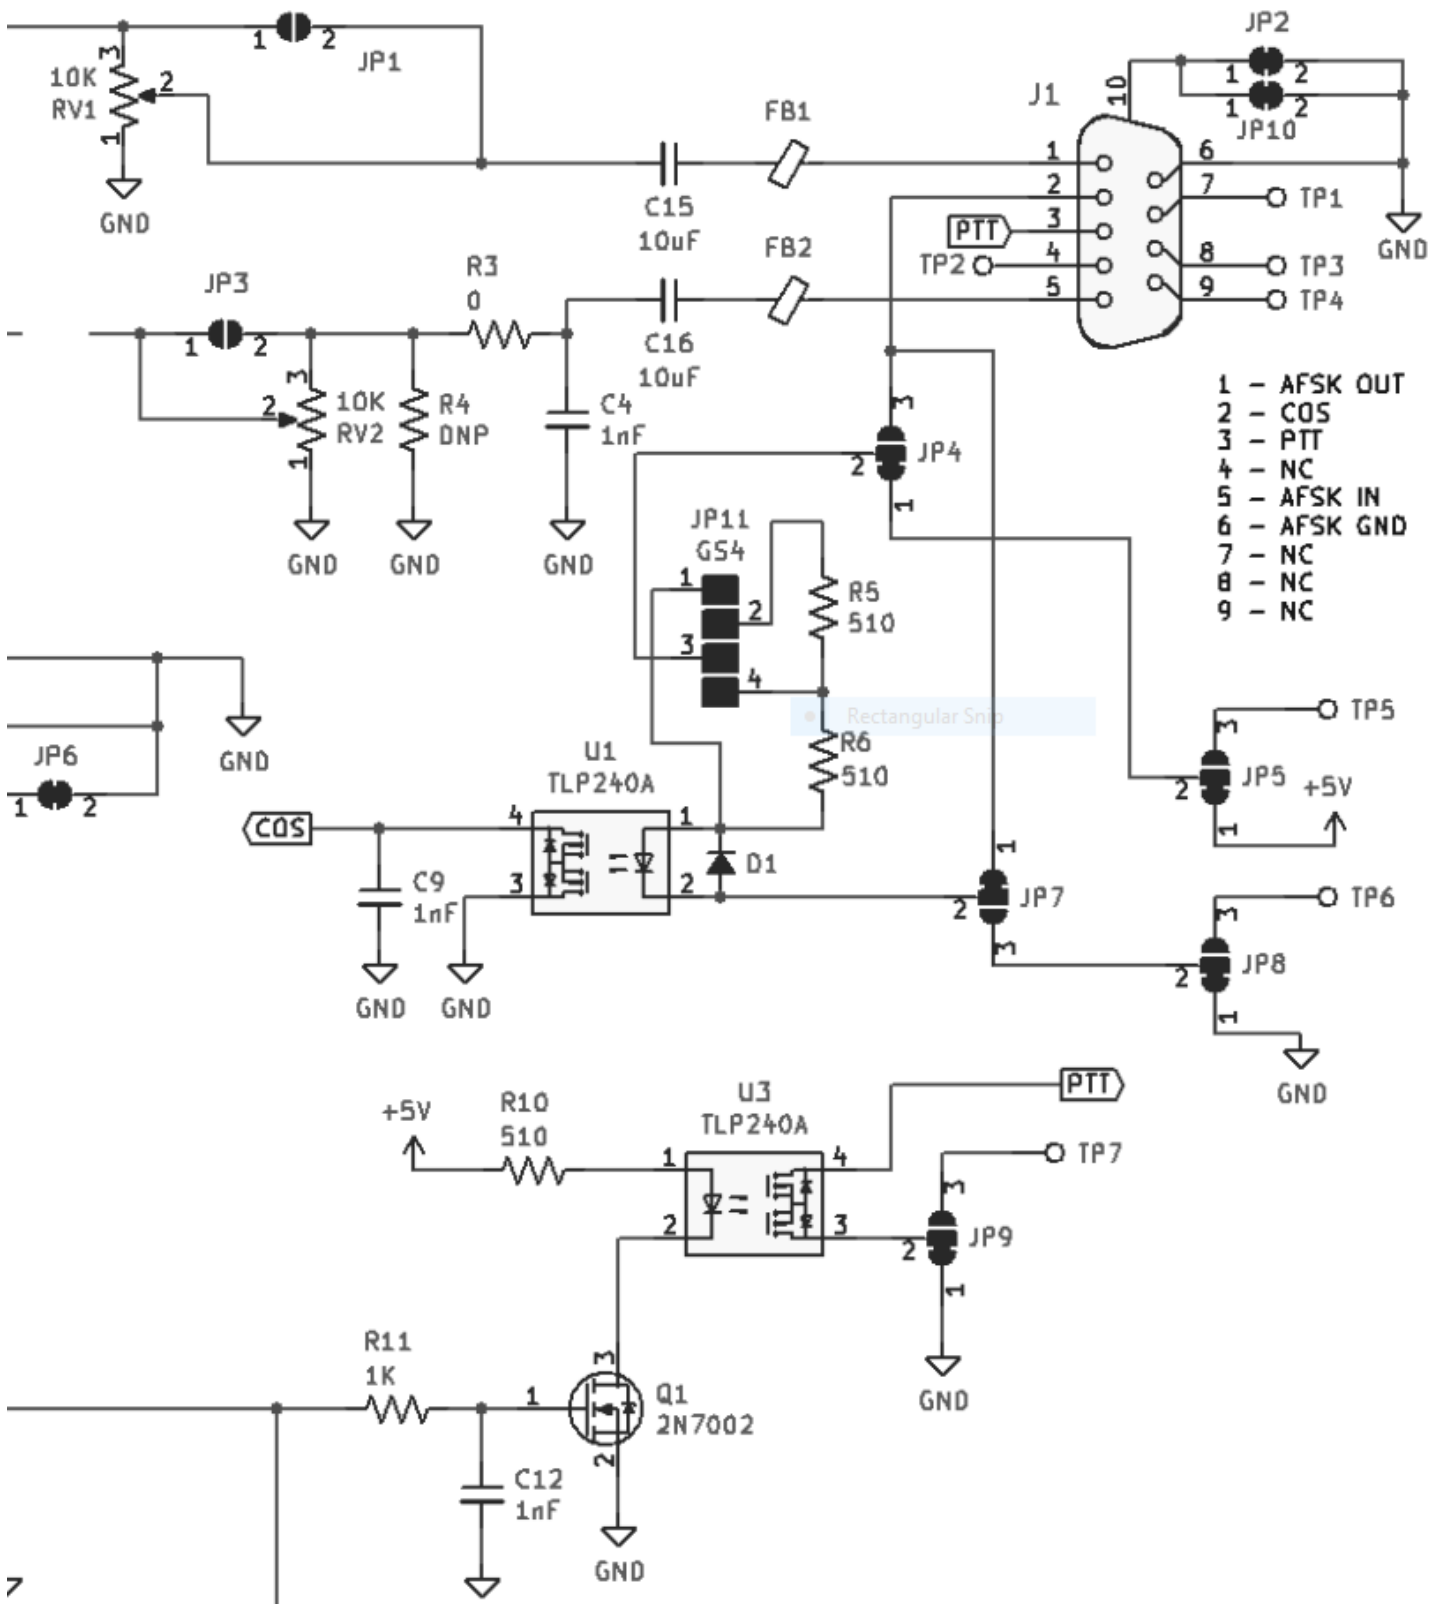 JP2
1 2
1 2
JP10
1 2
JP1
3
10K
RV1
2
1
GND
J1
10
FB1
C15
10uF
1
2
3
4
5
6
7
8
9
PTT
TP2
TP1
TP3
TP4
GND
FB2
C16
10uF
JP3
1 2
R3
0
3
2
10K
RV2
1
R4
DNP
C4
1nF
GND
GND
GND
1 - AFSK OUT
2 - COS
3 - PTT
4 - NC
5 - AFSK IN
6 - AFSK GND
7 - NC
8 - NC
9 - NC
3
JP4
2
1
JP11
GS4
1
2
3
4
R5
510
Rectangular Snip
R6
510
GND
JP6
1 2
U1
TLP240A
COS
4
3
1
2
C9
1nF
GND
GND
D1
1
JP7
2
3
3
TP5
JP5
2
+5V
1
3
TP6
JP8
2
1
GND
+5V
R10
510
U3
TLP240A
1
2
4
3
PTT
TP7
3
JP9
2
1
GND
R11
1K
1
3
Q1
2N7002
2
C12
1nF
GND